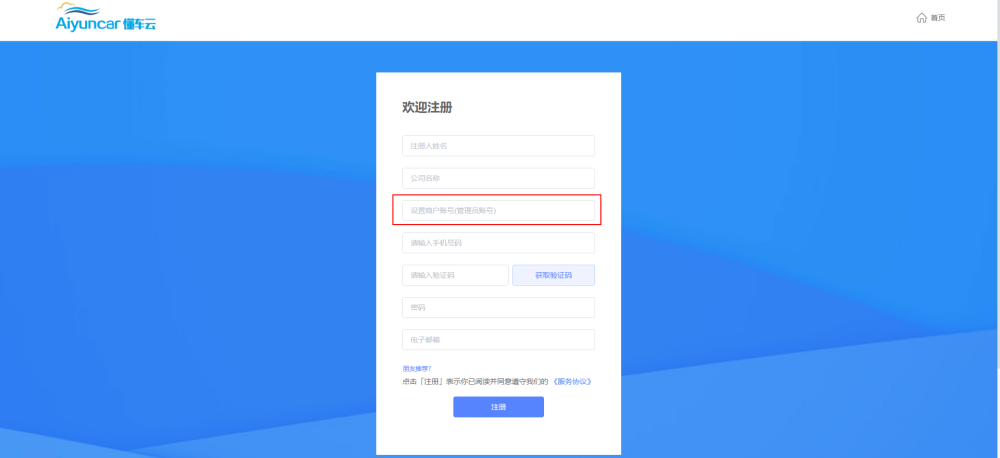 Aiyuncar 懂车云
首页
欢迎注册
注册人姓名
公司名称
设置商户账号(管理员账号)
请输入手机号码
请输入验证码 获取验证码
密码
电子邮箱
朋友推荐?
点击「注册」表示你已阅读并同意遵守我们的 《服务协议》
注册